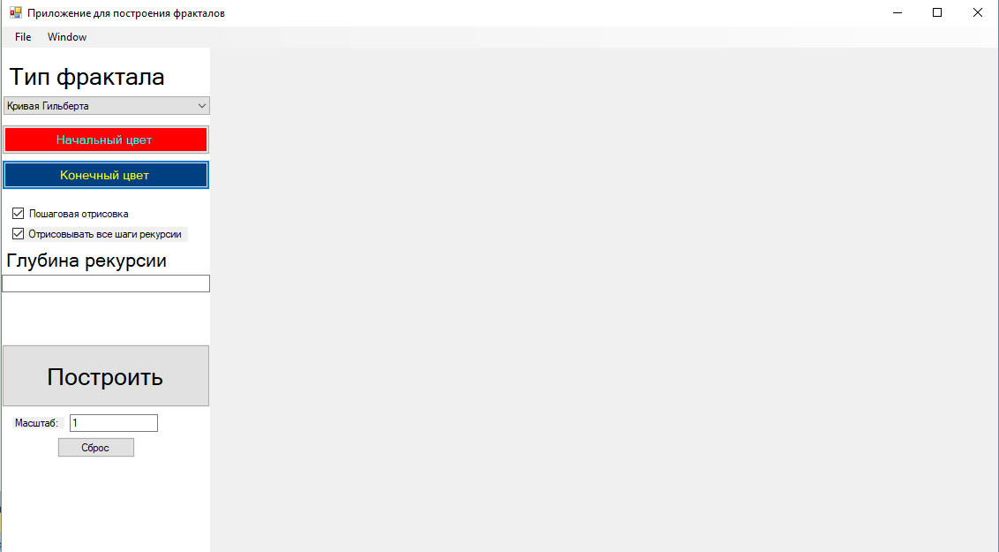 Приложение для построения фракталов
File Window
Тип фрактала
Кривая Гильберта
Начальный цвет
Конечный цвет
Пошаговая отрисовка
Отрисовывать все шаги рекурсии
Глубина рекурсии
Построить
Масштаб: 1
Сброс